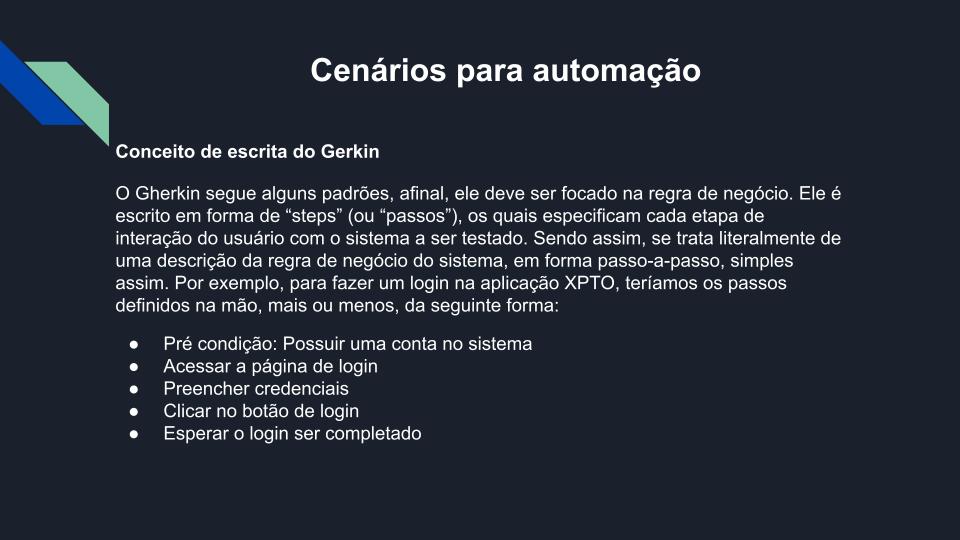 Cenários para automação
Conceito de escrita do Gerkin
O Gherkin segue alguns padrões, afinal, ele deve ser focado na regra de negócio. Ele é
escrito em forma de “steps” (ou “passos”), os quais especificam cada etapa de
interação do usuário com o sistema a ser testado. Sendo assim, se trata literalmente de
uma descrição da regra de negócio do sistema, em forma passo-a-passo, simples
assim. Por exemplo, para fazer um login na aplicação XPTO, teríamos os passos
definidos na mão, mais ou menos, da seguinte forma:
● Pré condição: Possuir uma conta no sistema
● Acessar a página de login
● Preencher credenciais
● Clicar no botão de login
● Esperar o login ser completado